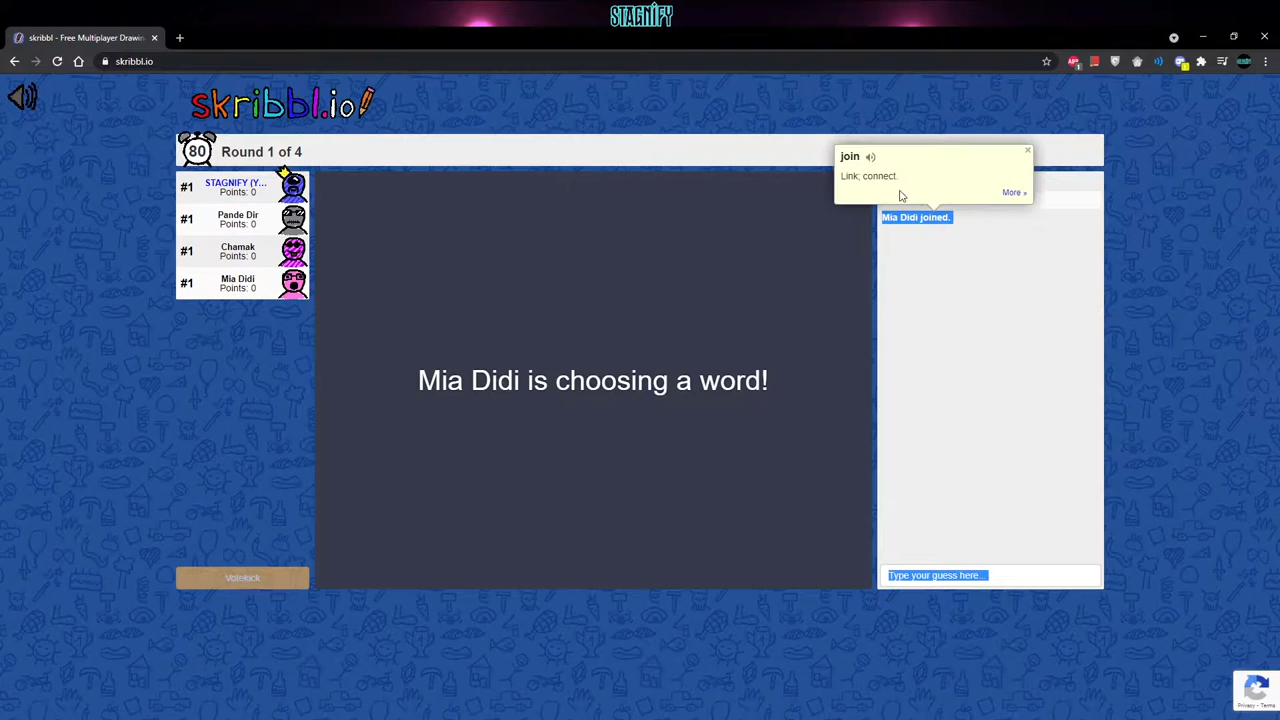 STAGNIFY
skribbl - Free Multiplayer Drawin
skribbl.io
skribbl.io
80
Round 1 of 4
join
Link; connect.
More »
#1
STAGNIFY (Y...
Points: 0
#1
Pande Dir
Points: 0
#1
Chamak
Points: 0
#1
Mia Didi
Points: 0
Mia Didi joined.
Mia Didi is choosing a word!
Votekick
Type your guess here...
Privacy - Terms